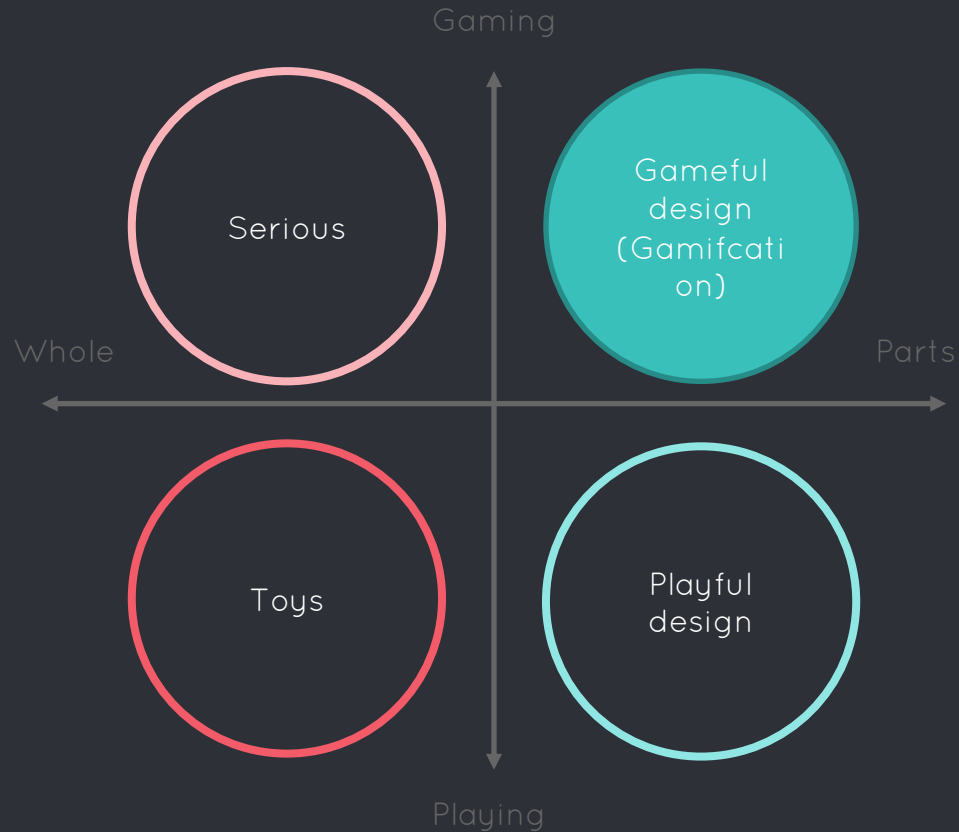 Gaming
Serious
Gameful
design
(Gamifcati
on)
Whole
Parts
Toys
Playful
design
Playing